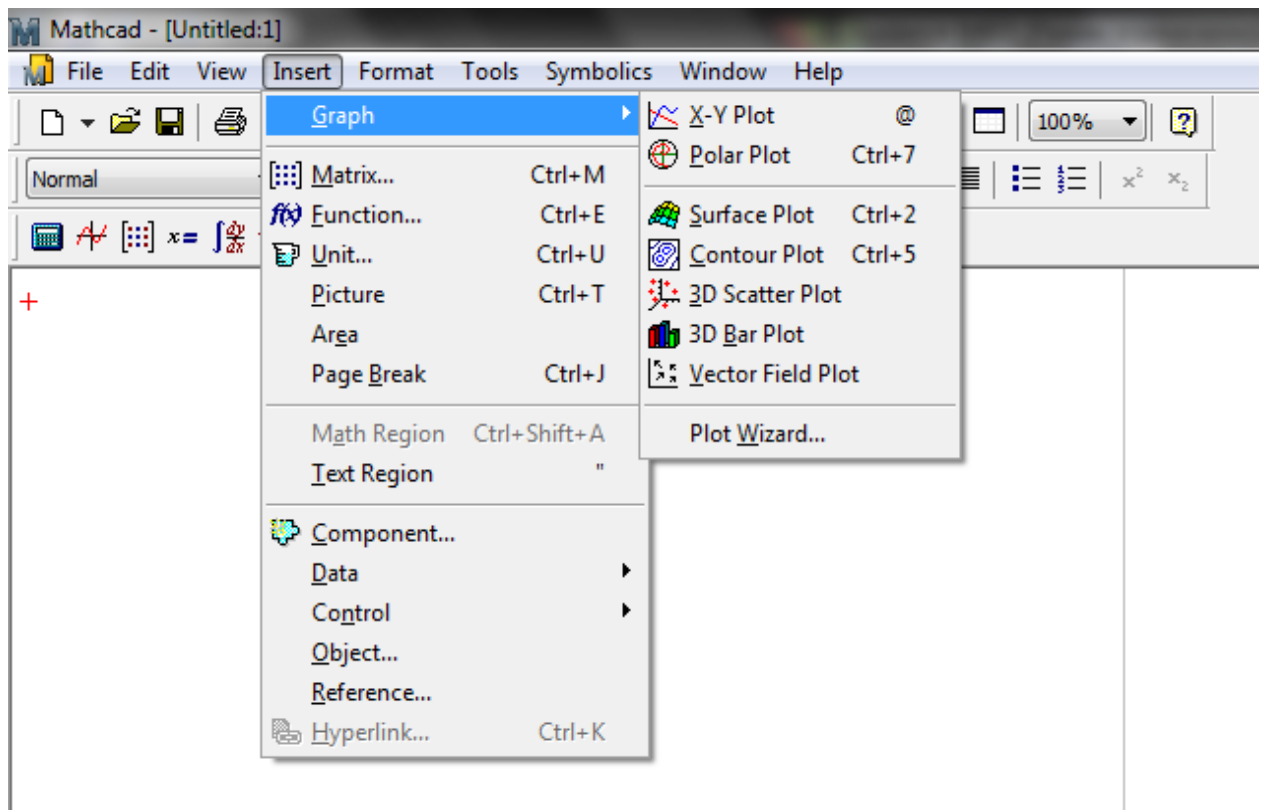 Mathcad - [Untitled:1]
File Edit View Insert Format Tools Symbolics Window Help
100%
Normal
Graph
Matrix... Ctrl+M
Function... Ctrl+E
Unit... Ctrl+U
Picture Ctrl+T
Area
Page Break Ctrl+J
Math Region Ctrl+Shift+A
Text Region "
Component...
Data
Control
Object...
Reference...
Hyperlink... Ctrl+K
X-Y Plot @
Polar Plot Ctrl+7
Surface Plot Ctrl+2
Contour Plot Ctrl+5
3D Scatter Plot
3D Bar Plot
Vector Field Plot
Plot Wizard...